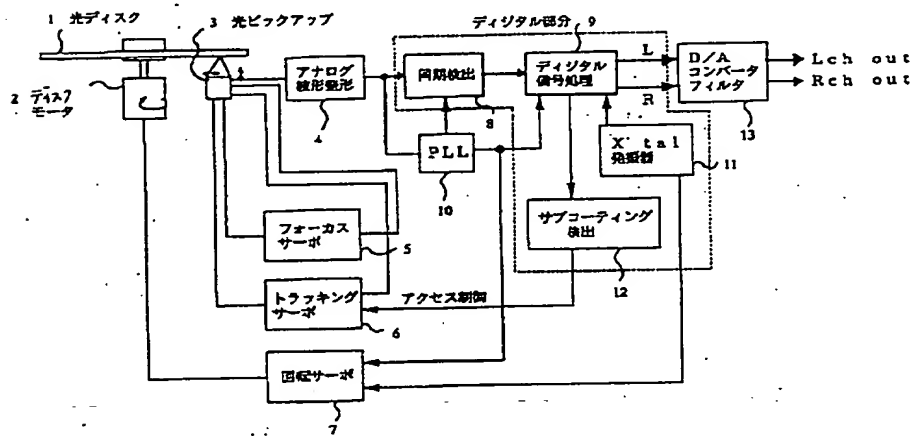 1 光ディスク
3 光ピックアップ
ディジタル部分 9
2 ディスク
モータ
アナログ
波形整形
4
同期検出
8
ディジタル
信号処理
L
R
D/A
コンバータ
フィルタ
13
Lch out
Rch out
PLL
10
X'tal
発振器
11
フォーカス
サーボ
5
サブコーティング
検出
12
トラッキング
サーボ
6
アクセス制御
回転サーボ
7